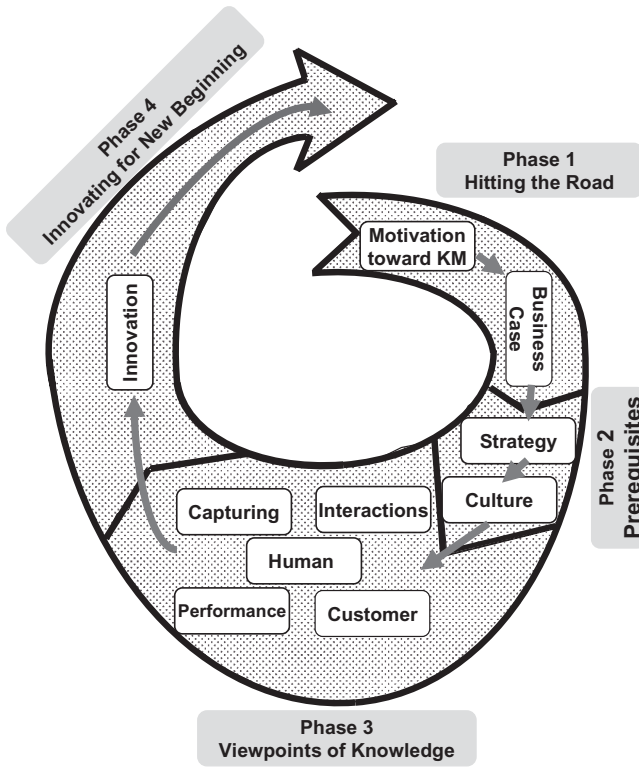 Phase 1
Hitting the Road
Motivation
toward KM
Business
Case
Phase 2
Prerequisites
Strategy
Culture
Capturing
Interactions
Human
Performance
Customer
Phase 3
Viewpoints of Knowledge
Innovation
Phase 4
Innovating for New Beginning